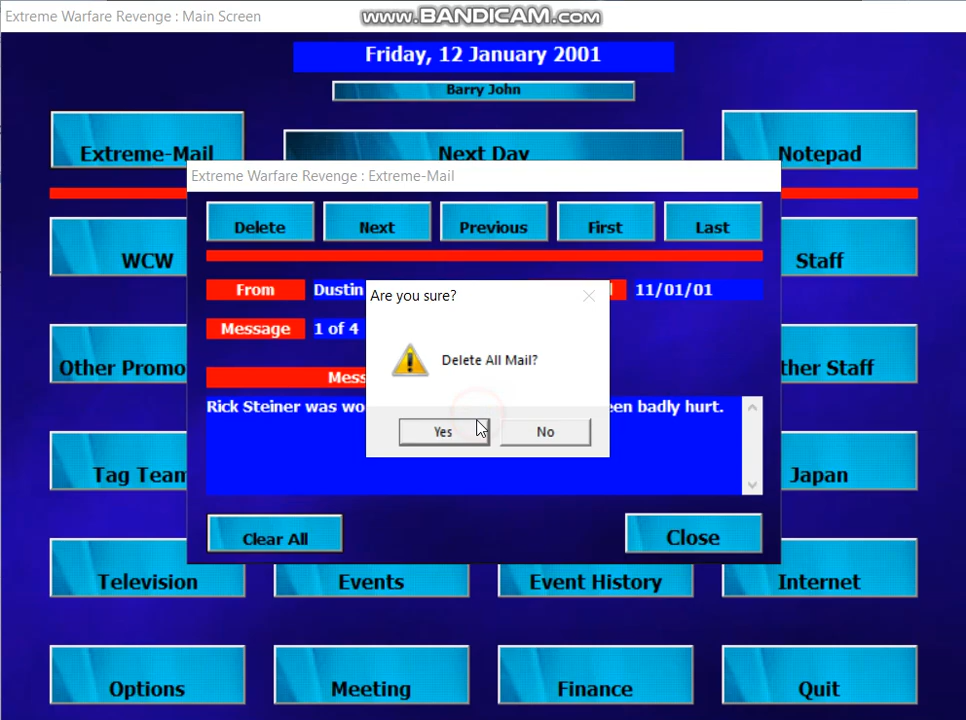 Extreme Warfare Revenge : Main Screen
www.BANDICAM.com
Friday, 12 January 2001
Barry John
Extreme-Mail
Next Day
Notepad
Extreme Warfare Revenge : Extreme-Mail
Delete
Next
Previous
First
Last
WCW
Staff
From
Dustin
11/01/01
Are you sure?
Message
1 of 4
Delete All Mail?
Other Promo
ther Staff
Mess
Rick Steiner was wo
een badly hurt.
Yes
No
Tag Team
Japan
Clear All
Close
Television
Events
Event History
Internet
Options
Meeting
Finance
Quit